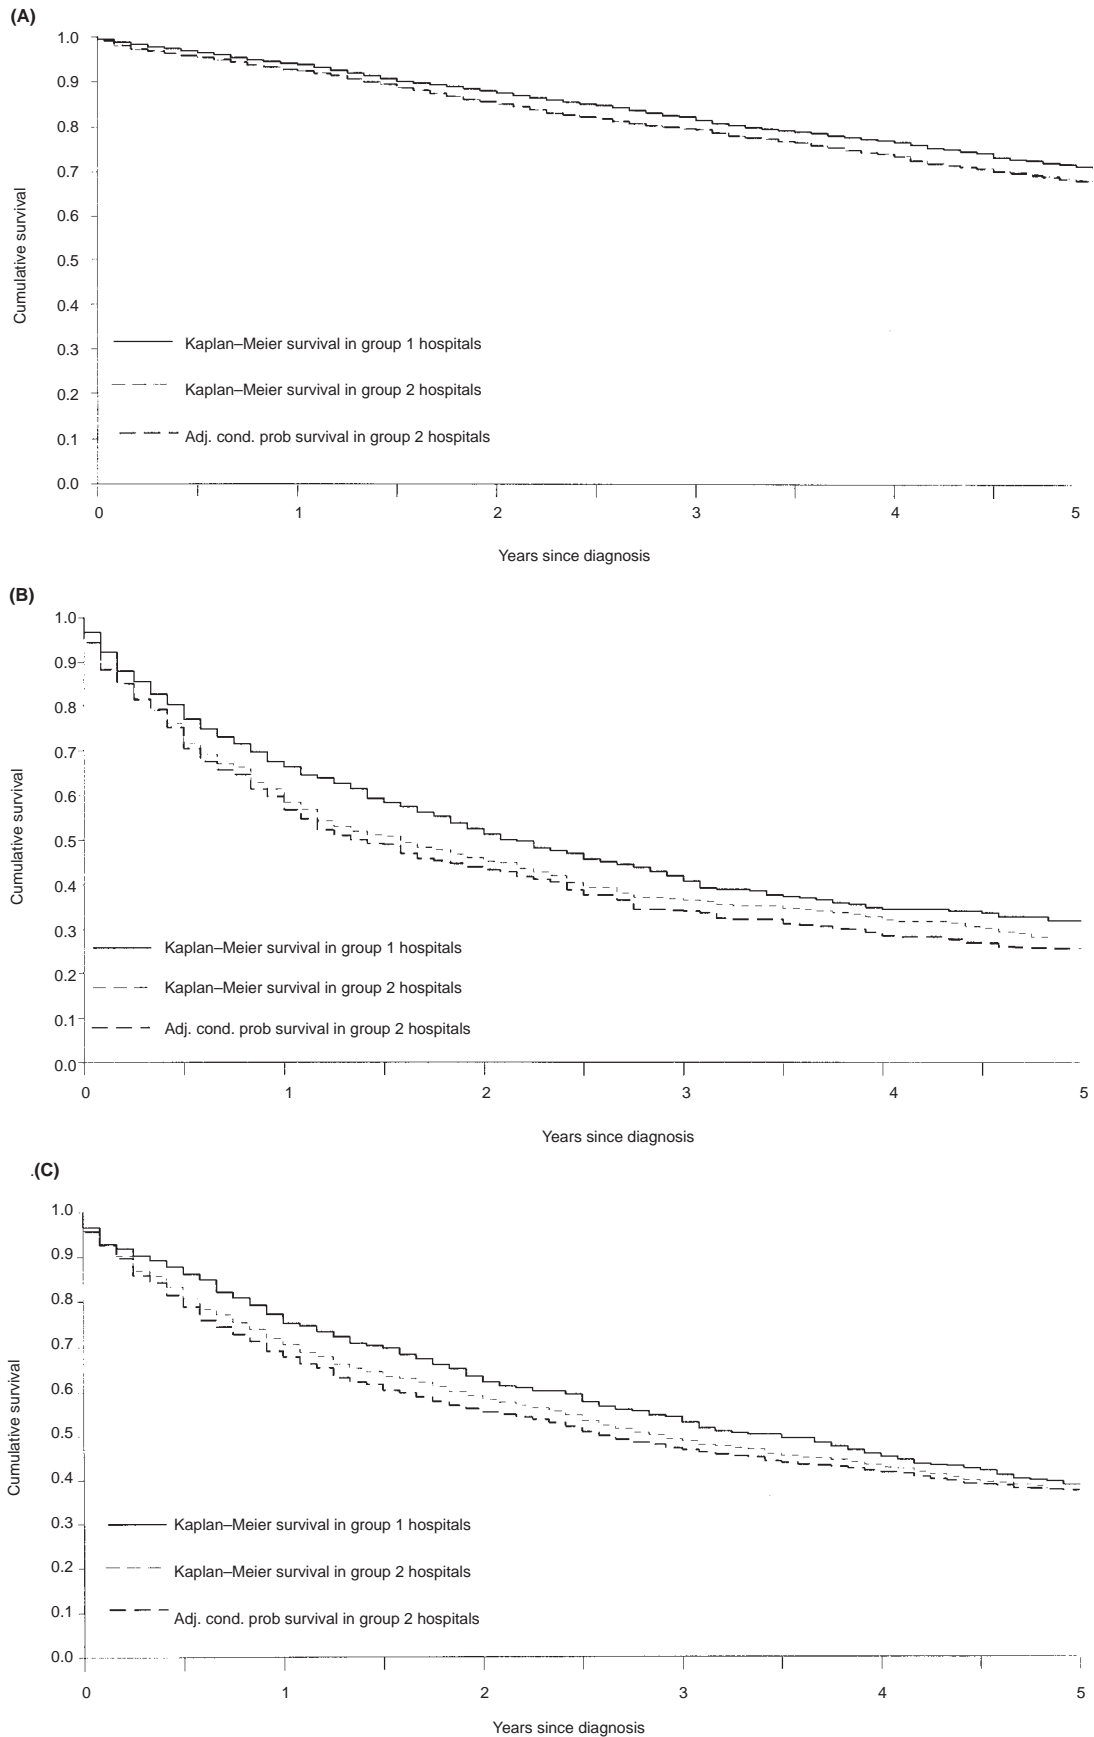 (A)
1.0
0.9
0.8
0.7
0.6
0.5
0.4
0.3
0.2
0.1
0.0
Cumulative survival
Kaplan–Meier survival in group 1 hospitals
Kaplan–Meier survival in group 2 hospitals
Adj. cond. prob survival in group 2 hospitals
0 1 2 3 4 5
Years since diagnosis
(B)
1.0
0.9
0.8
0.7
0.6
0.5
0.4
0.3
0.2
0.1
0.0
Cumulative survival
Kaplan–Meier survival in group 1 hospitals
Kaplan–Meier survival in group 2 hospitals
Adj. cond. prob survival in group 2 hospitals
0 1 2 3 4 5
Years since diagnosis
.(C)
1.0
0.9
0.8
0.7
0.6
0.5
0.4
0.3
0.2
0.1
0.0
Cumulative survival
Kaplan–Meier survival in group 1 hospitals
Kaplan–Meier survival in group 2 hospitals
Adj. cond. prob survival in group 2 hospitals
0 1 2 3 4 5
Years since diagnosis